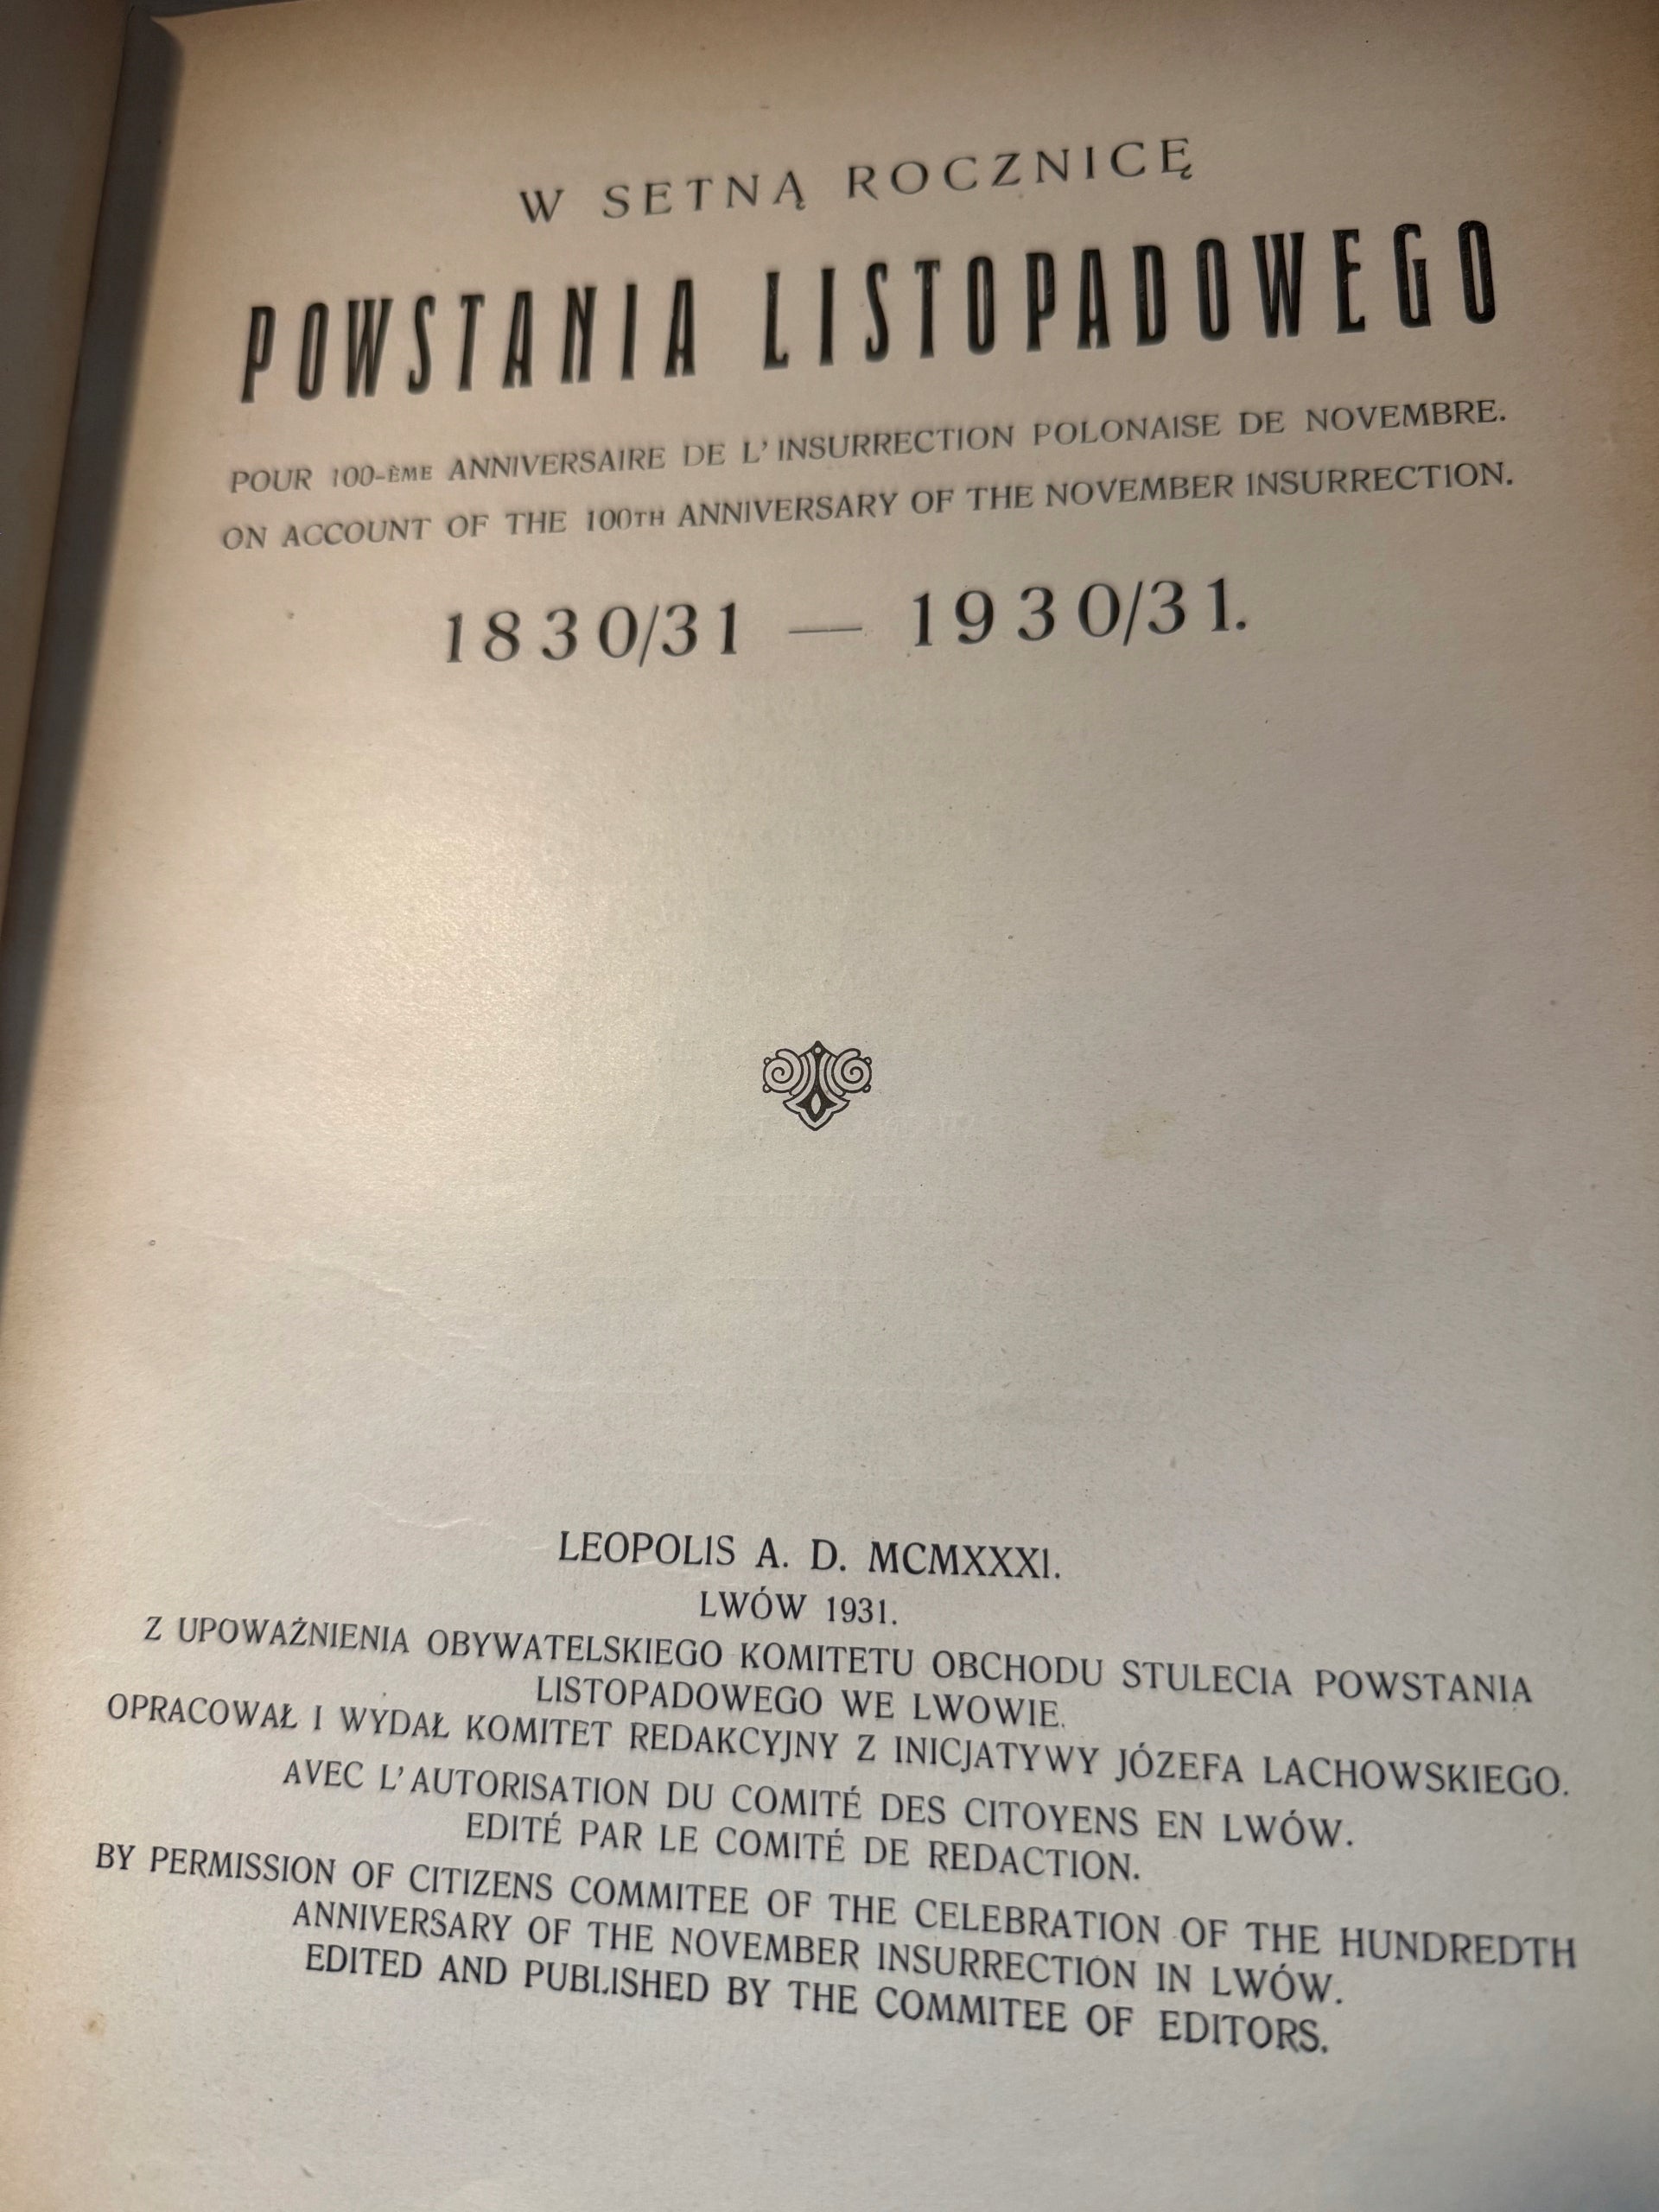 W SETNĄ ROCZNICĘ
POWSTANIA LISTOPADOWEGO
POUR 100-ÈME ANNIVERSAIRE DE L'INSURRECTION POLONAISE DE NOVEMBRE.
ON ACCOUNT OF THE 100TH ANNIVERSARY OF THE NOVEMBER INSURRECTION.
1830/31 — 1930/31.
LEOPOLIS A. D. MCMXXXI.
LWÓW 1931.
Z UPOWAŻNIENIA OBYWATELSKIEGO KOMITETU OBCHODU STULECIA POWSTANIA
LISTOPADOWEGO WE LWOWIE.
OPRACOWAŁ I WYDAŁ KOMITET REDAKCYJNY Z INICJATYWY JÓZEFA LACHOWSKIEGO.
AVEC L'AUTORISATION DU COMITÉ DES CITOYENS EN LWÓW.
EDITÉ PAR LE COMITÉ DE REDACTION.
BY PERMISSION OF CITIZENS COMMITEE OF THE CELEBRATION OF THE HUNDREDTH
ANNIVERSARY OF THE NOVEMBER INSURRECTION IN LWÓW.
EDITED AND PUBLISHED BY THE COMMITEE OF EDITORS.